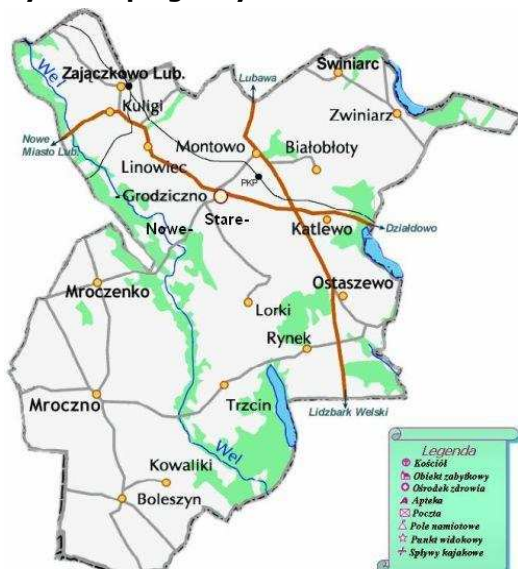 Wel
Zajączkowo Lub.
Lubawa
Świniarc
Kuligi
Zwiniarz
Nowe
Miasto Lub.
Montowo
Białobłoty
Linowiec
PKP
-Grodziczno
Stare-
Nowe-
Katlewo
Działdowo
Mroczenko
Ostaszewo
Lorki
Rynek
Mroczno
Trzcin
Lidzbark Welski
Wel
Kowaliki
Boleszyn
Legenda
Kościół
Obiekt zabytkowy
Ośrodek zdrowia
Apteka
Poczta
Pole namiotowe
Punkt widokowy
Spływy kajakowe